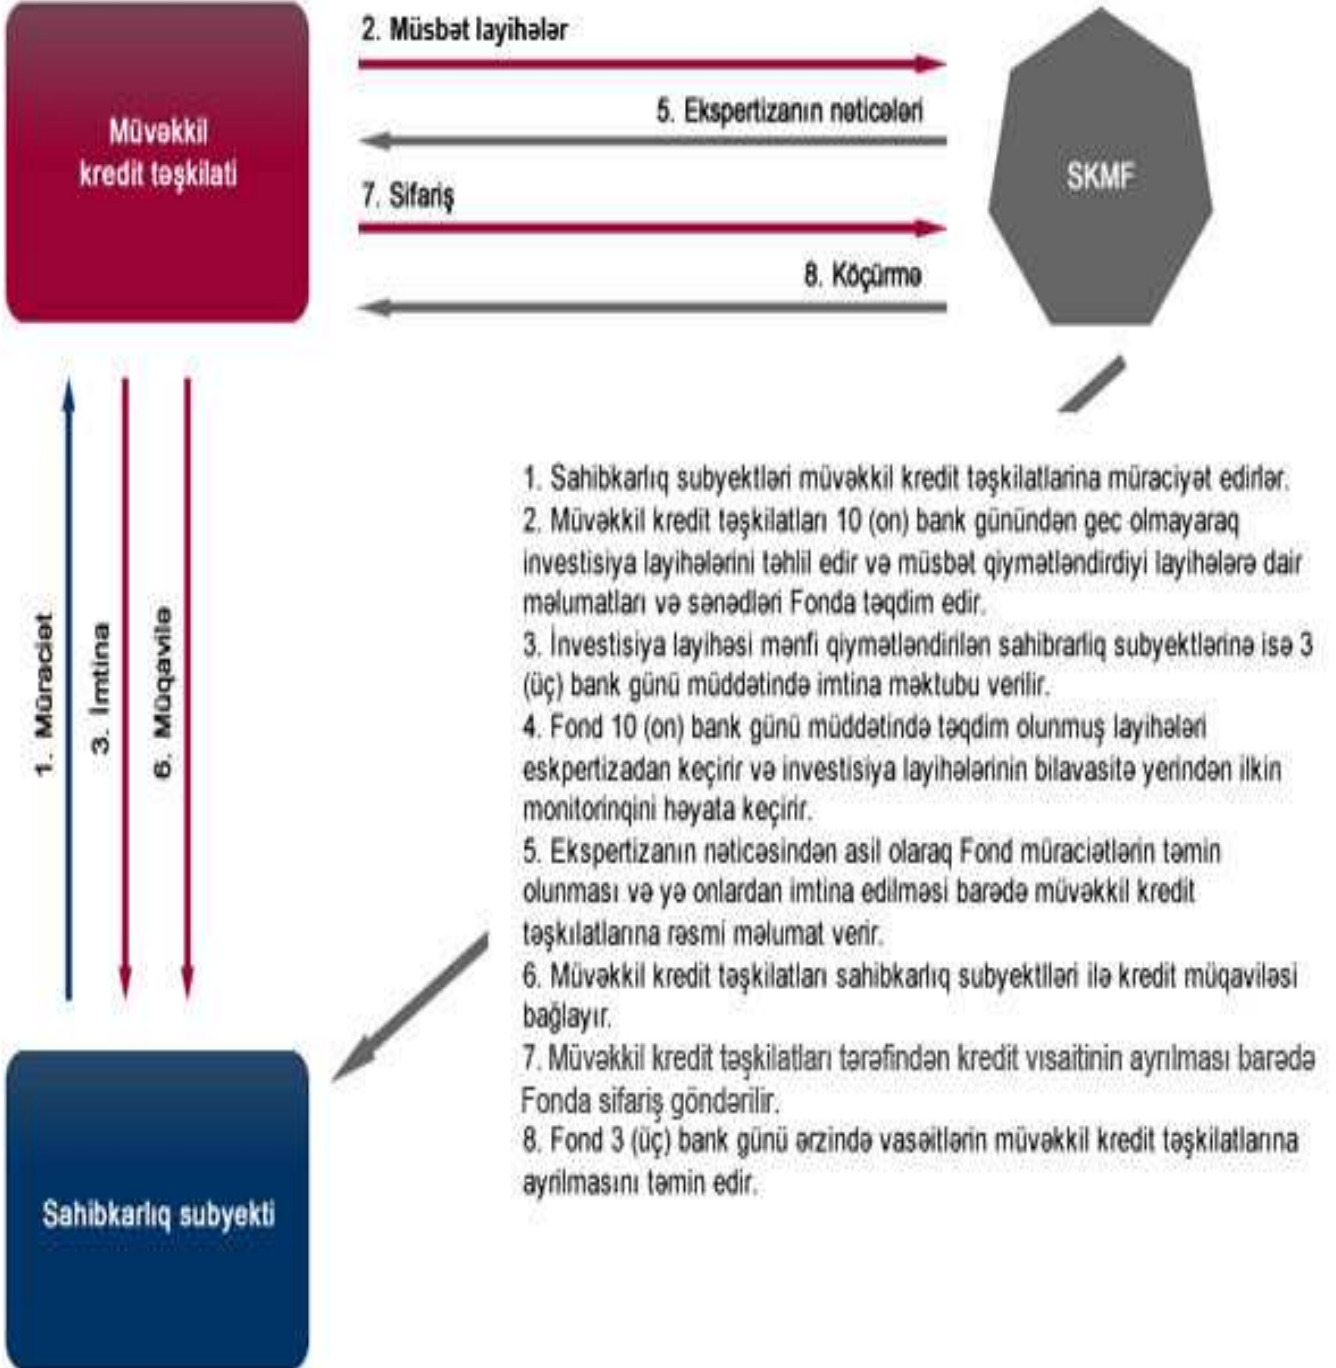 2. Müsbət layihələr
5. Ekspertizanın nəticələri
7. Sifariş
8. Köçürmə
Müvəkkil
kredit təşkilati
SKMF
1. Müraciət
3. İmtina
6. Müqavilə
1. Sahibkarlıq subyektləri müvəkkil kredit təşkilatlarina müraciyət edirlər.
2. Müvəkkil kredit təşkilatları 10 (on) bank günündən gec olmayaraq
investisiya layihələrini təhlil edir və müsbət qiymətləndirdiyi layihələrə dair
məlumatları və sənədləri Fonda təqdim edir.
3. İnvestisiya layihəsi mənfi qiymətləndirilən sahibrarlıq subyektlərinə isə 3
(üç) bank günü müddətində imtina məktubu verilir.
4. Fond 10 (on) bank günü müddətində təqdim olunmuş layihələri
eskpertizadan keçirir və investisiya layihələrinin bilavasitə yerindən ilkin
monitorinqini həyata keçirir.
5. Ekspertizanın nəticəsindən asil olaraq Fond müraciətlərin təmin
olunması və yə onlardan imtina edilməsi barədə müvəkkil kredit
təşkılatlarına rəsmi məlumat verir.
6. Müvəkkil kredit təşkilatları sahibkarlıq subyektlləri ilə kredit müqaviləsi
bağlayır.
7. Müvəkkil kredit təşkilatları tərəfindən kredit vısaitinin ayrılması barədə
Fonda sifariş göndərilir.
8. Fond 3 (üç) bank günü ərzində vasəitlərin müvəkkil kredit təşkilatlarına
ayrilmasını təmin edir.
Sahibkarlıq subyekti